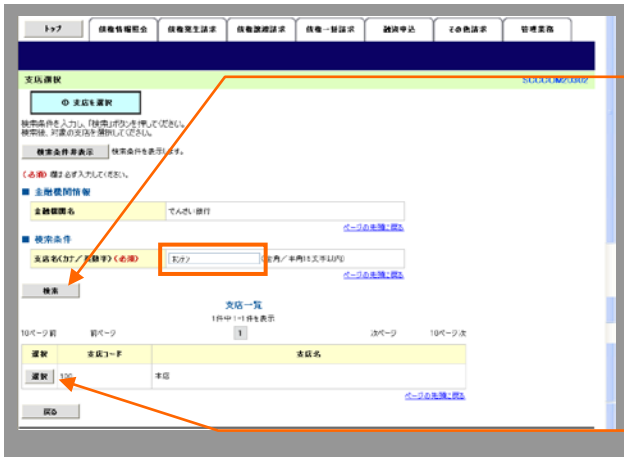 トップ 債権情報照会 債権発生請求 債権譲渡請求 債権一括請求 融資申込 その他請求 管理業務
支店選択 SCCCOM20302
① 支店を選択
検索条件を入力し、「検索」ボタンを押してください。
検索後、対象の支店を選択してください。
検索条件非表示 検索条件を表示します。
(必須)欄は必ず入力してください。
■ 金融機関情報
金融機関名 でんさい銀行
ページの先頭に戻る
■ 検索条件
支店名(カナ/英数字)(必須) (全角/半角15文字以内)
ページの先頭に戻る
検索
支店一覧
1件中1-1件を表示
10ページ前 前ページ 1 次ページ 10ページ次
選択 支店コード 支店名
選択 本店
ページの先頭に戻る
戻る